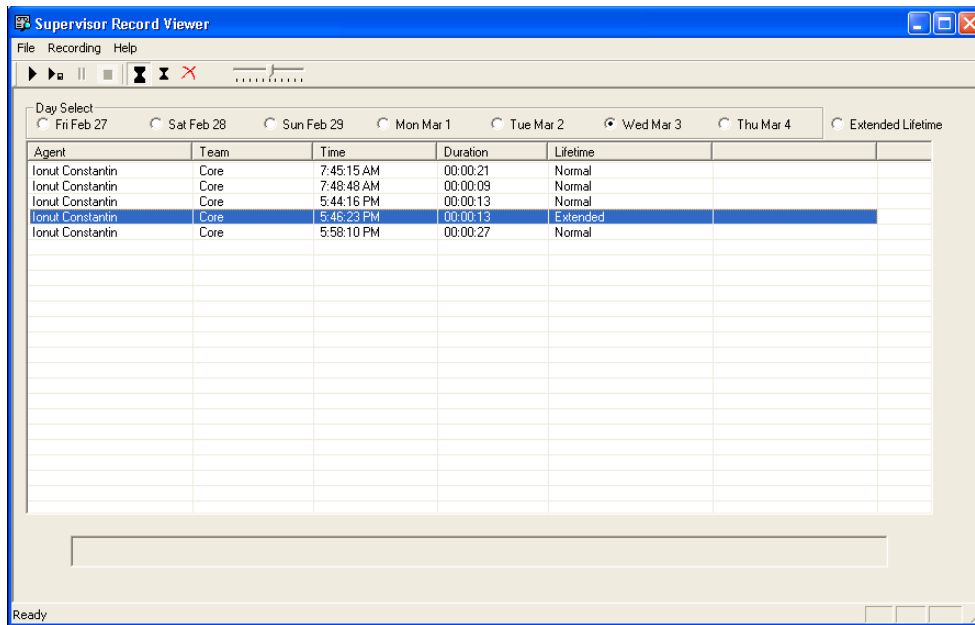 Supervisor Record Viewer
File Recording Help
Day Select
Fri Feb 27 Sat Feb 28 Sun Feb 29 Mon Mar 1 Tue Mar 2 Wed Mar 3 Thu Mar 4 Extended Lifetime
Agent Team Time Duration Lifetime
Ionut Constantin Core 7:45:15 AM 00:00:21 Normal
Ionut Constantin Core 7:48:48 AM 00:00:09 Normal
Ionut Constantin Core 5:44:16 PM 00:00:13 Normal
Ionut Constantin Core 5:46:23 PM 00:00:13 Extended
Ionut Constantin Core 5:58:10 PM 00:00:27 Normal
Ready